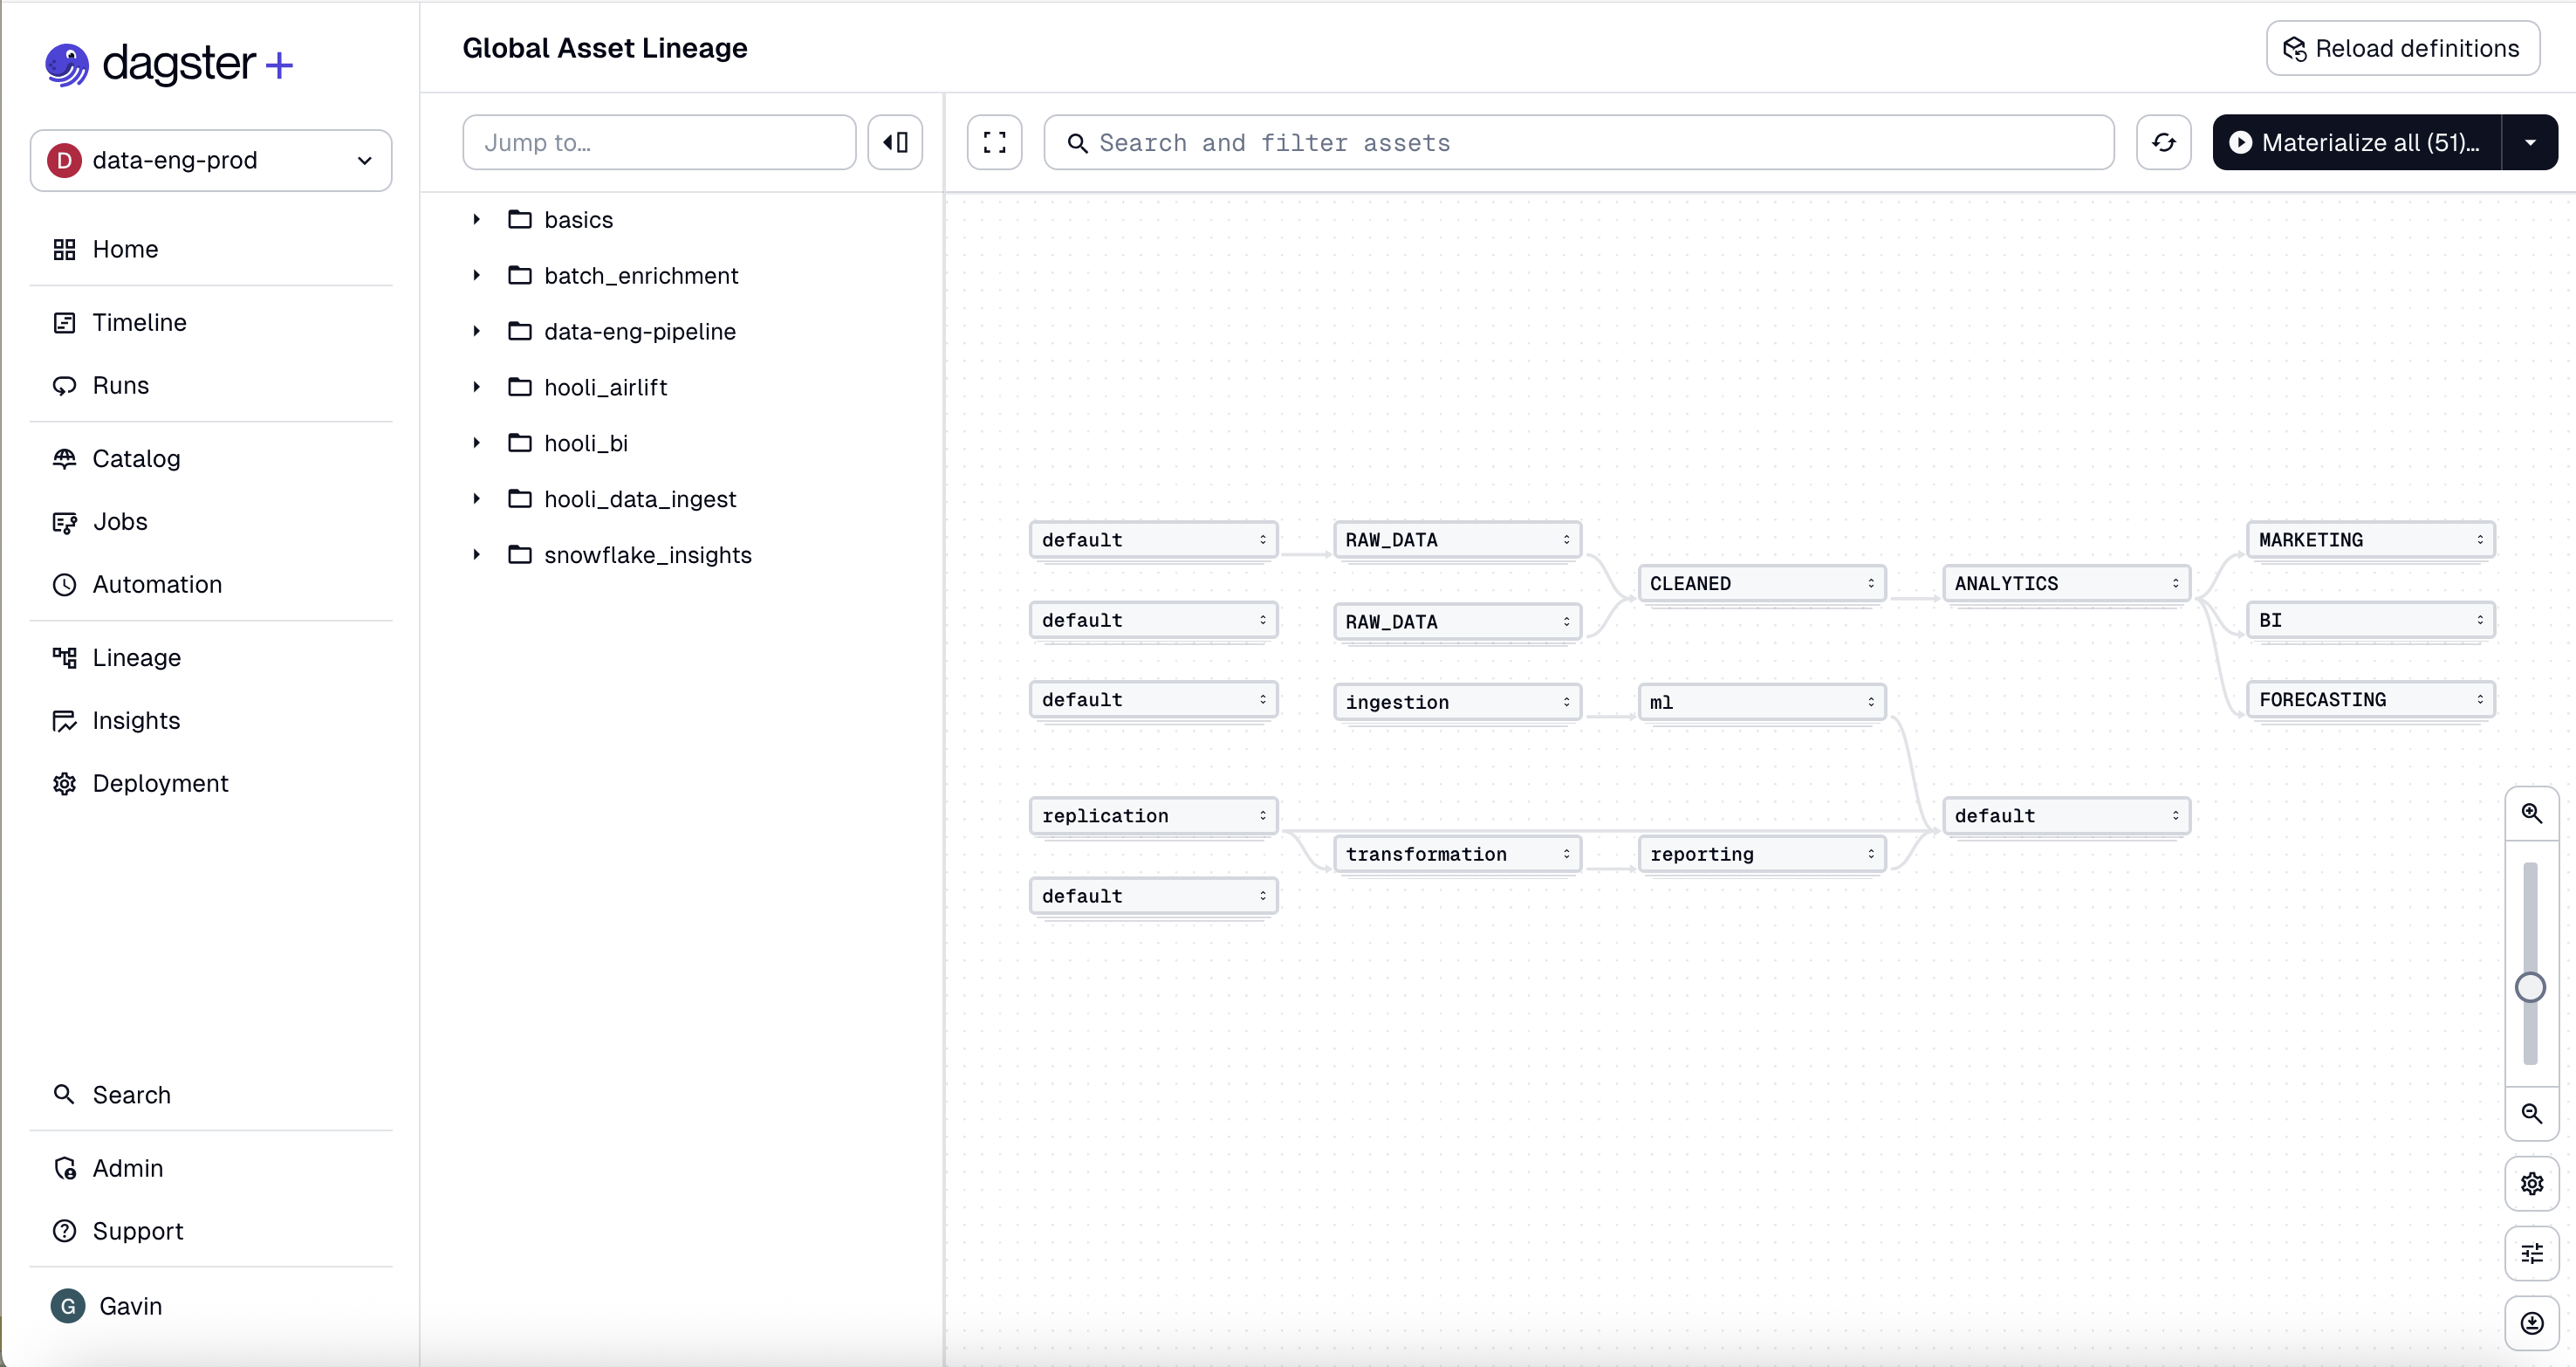 dagster+
D data-eng-prod
Home
Timeline
Runs
Catalog
Jobs
Automation
Lineage
Insights
Deployment
Search
Admin
Support
G Gavin
Global Asset Lineage
Reload definitions
Jump to…
Search and filter assets
Materialize all (51)…
basics
batch_enrichment
data-eng-pipeline
hooli_airlift
hooli_bi
hooli_data_ingest
snowflake_insights
default
RAW_DATA
MARKETING
CLEANED
ANALYTICS
default
RAW_DATA
BI
default
ingestion
ml
FORECASTING
replication
default
transformation
reporting
default